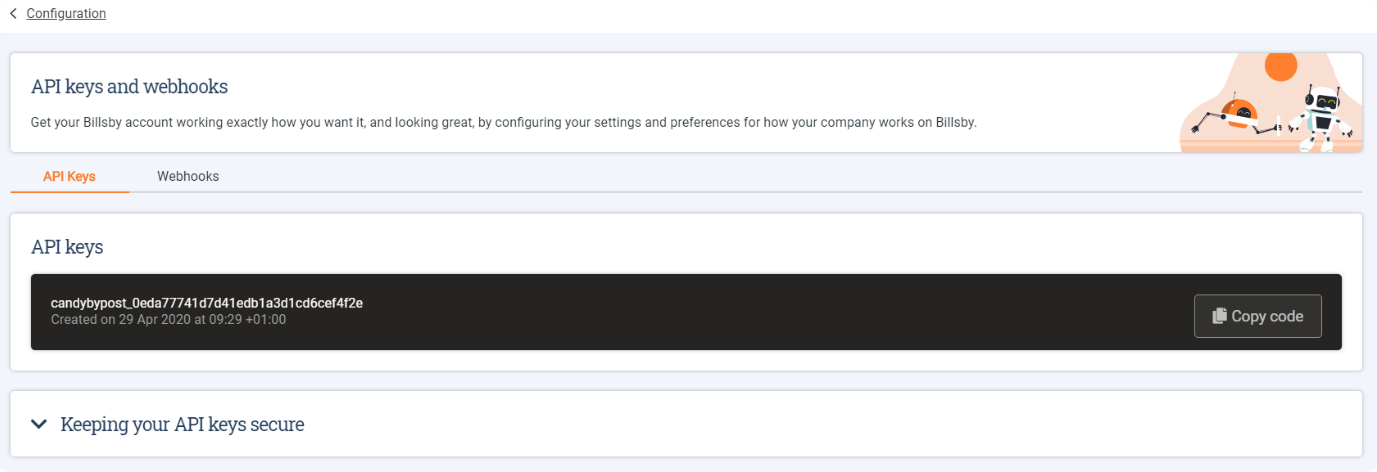 Configuration
API keys and webhooks
Get your Billsby account working exactly how you want it, and looking great, by configuring your settings and preferences for how your company works on Billsby.
API Keys
Webhooks
API keys
candybypost_0eda77741d7d41edb1a3d1cd6cef4f2e
Created on 29 Apr 2020 at 09:29 +01:00
Copy code
Keeping your API keys secure